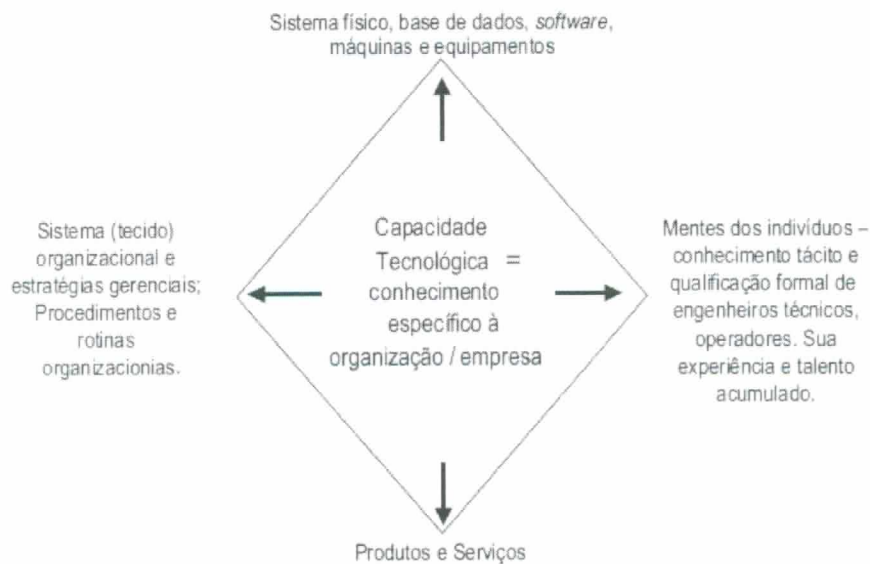 Sistema físico, base de dados, software,
máquinas e equipamentos
Sistema (tecido)
organizacional e
estratégias gerenciais;
Procedimentos e
rotinas
organizacionias.
Capacidade
Tecnológica =
conhecimento
específico à
organização / empresa
Mentes dos indivíduos –
conhecimento tácito e
qualificação formal de
engenheiros técnicos,
operadores. Sua
experiência e talento
acumulado.
Produtos e Serviços